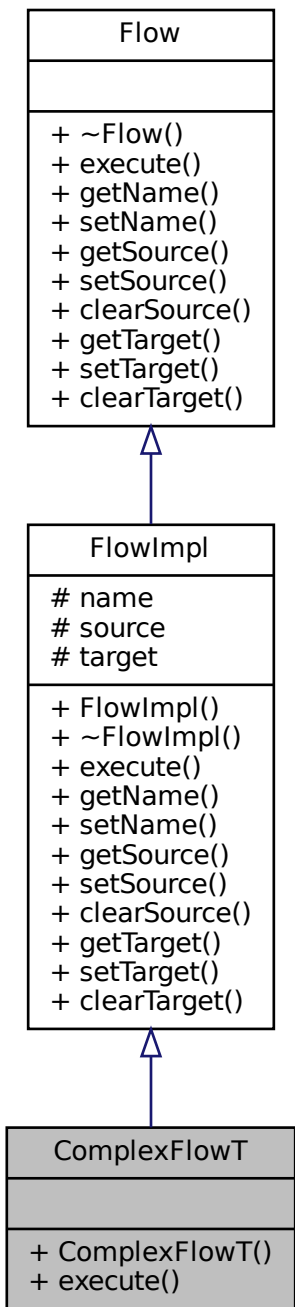 Flow
+ ~Flow()
+ execute()
+ getName()
+ setName()
+ getSource()
+ setSource()
+ clearSource()
+ getTarget()
+ setTarget()
+ clearTarget()
FlowImpl
# name
# source
# target
+ FlowImpl()
+ ~FlowImpl()
+ execute()
+ getName()
+ setName()
+ getSource()
+ setSource()
+ clearSource()
+ getTarget()
+ setTarget()
+ clearTarget()
ComplexFlowT
+ ComplexFlowT()
+ execute()